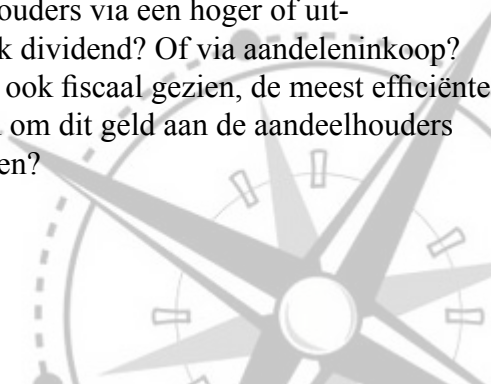 ouders via een hoger of uit-
k dividend? Of via aandeleninkoop?
ook fiscaal gezien, de meest efficiënte
om dit geld aan de aandeelhouders
en?